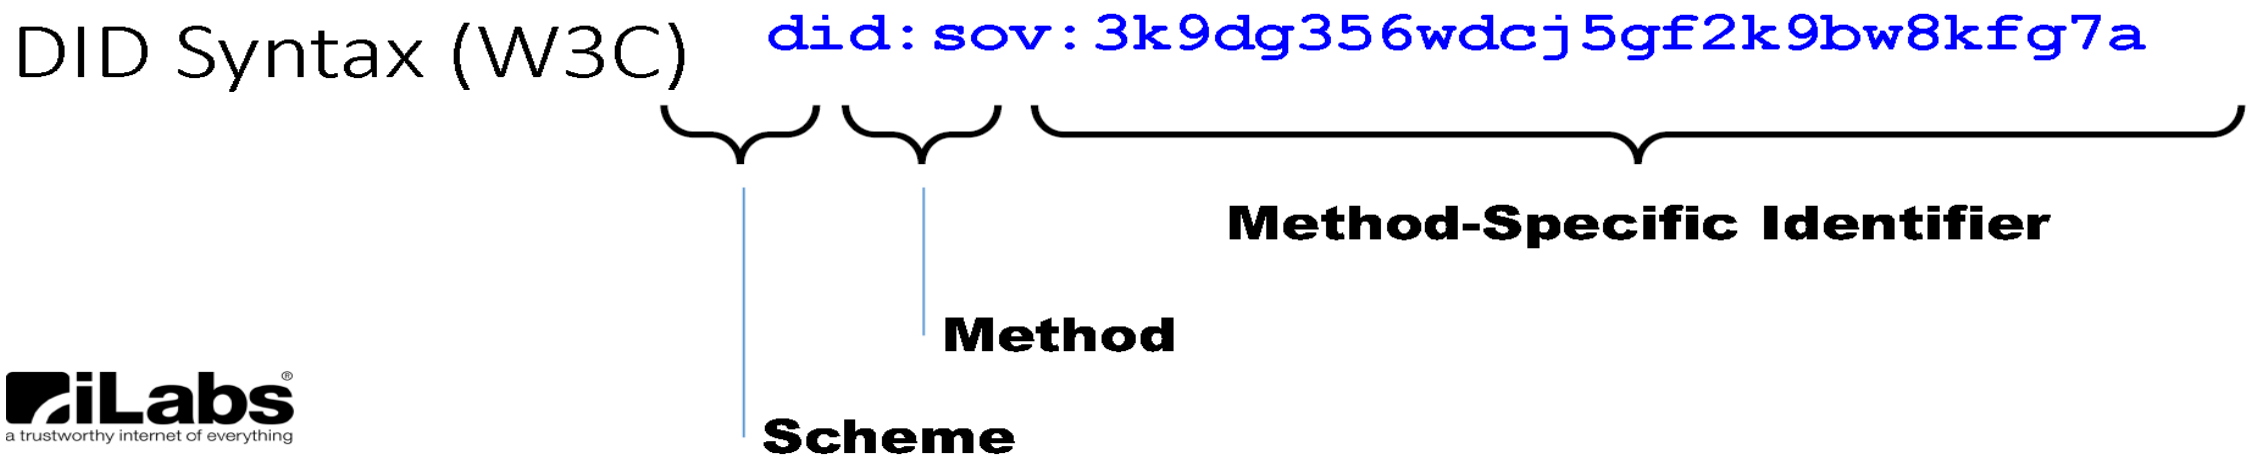 DID Syntax (W3C)
did:sov:3k9dg356wdcj5gf2k9bw8kfg7a
Method-Specific Identifier
Method
Scheme
iLabs®
a trustworthy internet of everything